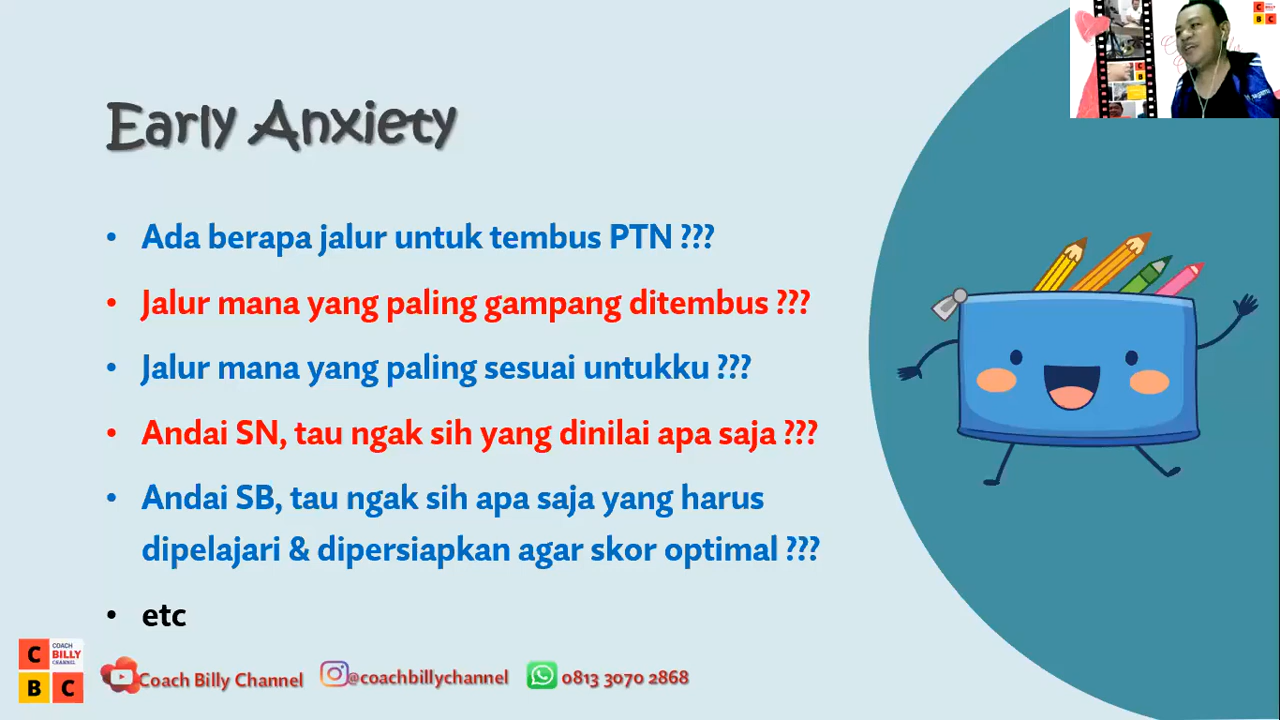 Early Anxiety
• Ada berapa jalur untuk tembus PTN ???
• Jalur mana yang paling gampang ditembus ???
• Jalur mana yang paling sesuai untukku ???
• Andai SN, tau ngak sih yang dinilai apa saja ???
• Andai SB, tau ngak sih apa saja yang harus
dipelajari & dipersiapkan agar skor optimal ???
• etc
C COACH BILLY CHANNEL
B C
Coach Billy Channel @coachbillychannel 0813 3070 2868